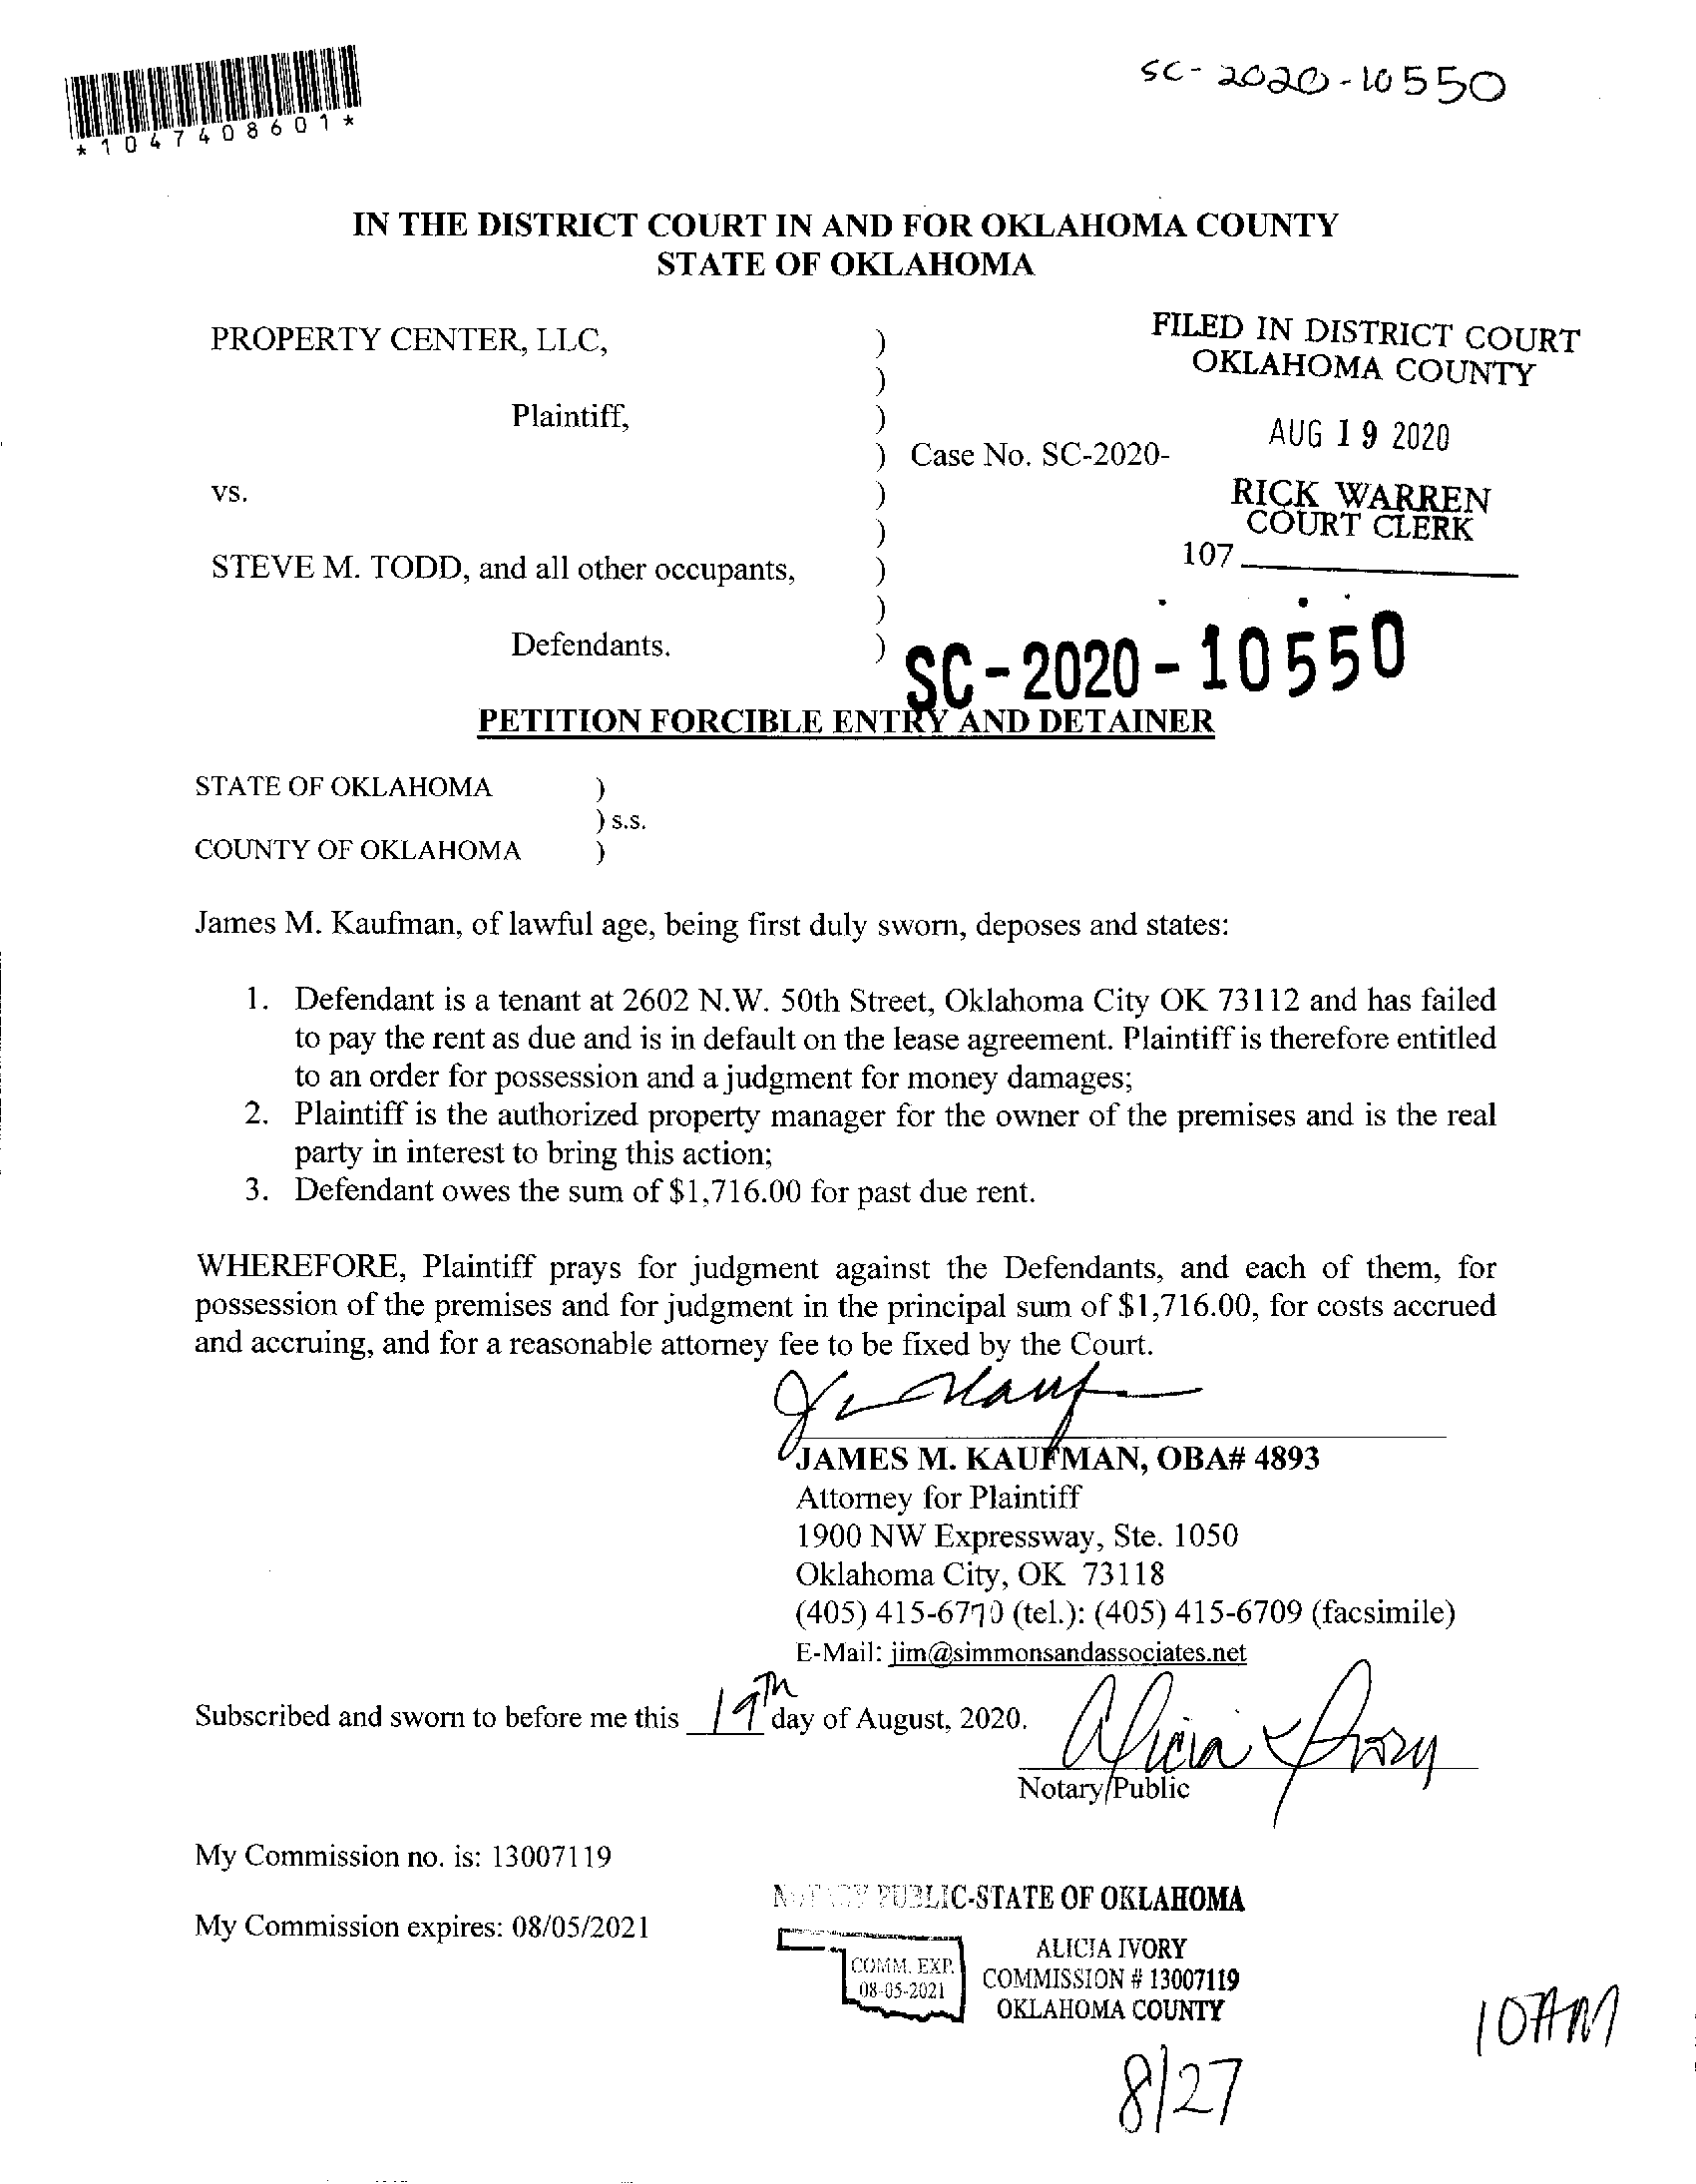 SC-2020-10550
*1047408601*
IN THE DISTRICT COURT IN AND FOR OKLAHOMA COUNTY
STATE OF OKLAHOMA
PROPERTY CENTER, LLC, )
)
Plaintiff, )
) Case No. SC-2020-
vs. )
)
STEVE M. TODD, and all other occupants, )
)
Defendants. )
FILED IN DISTRICT COURT
OKLAHOMA COUNTY
AUG 19 2020
RICK WARREN
COURT CLERK
107
SC-2020-10550
PETITION FORCIBLE ENTRY AND DETAINER
STATE OF OKLAHOMA )
) s.s.
COUNTY OF OKLAHOMA )
James M. Kaufman, of lawful age, being first duly sworn, deposes and states:
1. Defendant is a tenant at 2602 N.W. 50th Street, Oklahoma City OK 73112 and has failed
to pay the rent as due and is in default on the lease agreement. Plaintiff is therefore entitled
to an order for possession and a judgment for money damages;
2. Plaintiff is the authorized property manager for the owner of the premises and is the real
party in interest to bring this action;
3. Defendant owes the sum of $1,716.00 for past due rent.
WHEREFORE, Plaintiff prays for judgment against the Defendants, and each of them, for
possession of the premises and for judgment in the principal sum of $1,716.00, for costs accrued
and accruing, and for a reasonable attorney fee to be fixed by the Court.
JAMES M. KAUFMAN, OBA# 4893
Attorney for Plaintiff
1900 NW Expressway, Ste. 1050
Oklahoma City, OK 73118
(405) 415-6770 (tel.): (405) 415-6709 (facsimile)
E-Mail: jim@simmonsandassociates.net
Subscribed and sworn to before me this 19th day of August, 2020.
Alicia Ivory
Notary Public
My Commission no. is: 13007119
My Commission expires: 08/05/2021
NOTARY PUBLIC-STATE OF OKLAHOMA
COMM. EXP.
08-05-2021
ALICIA IVORY
COMMISSION # 13007119
OKLAHOMA COUNTY
10AM
8/27